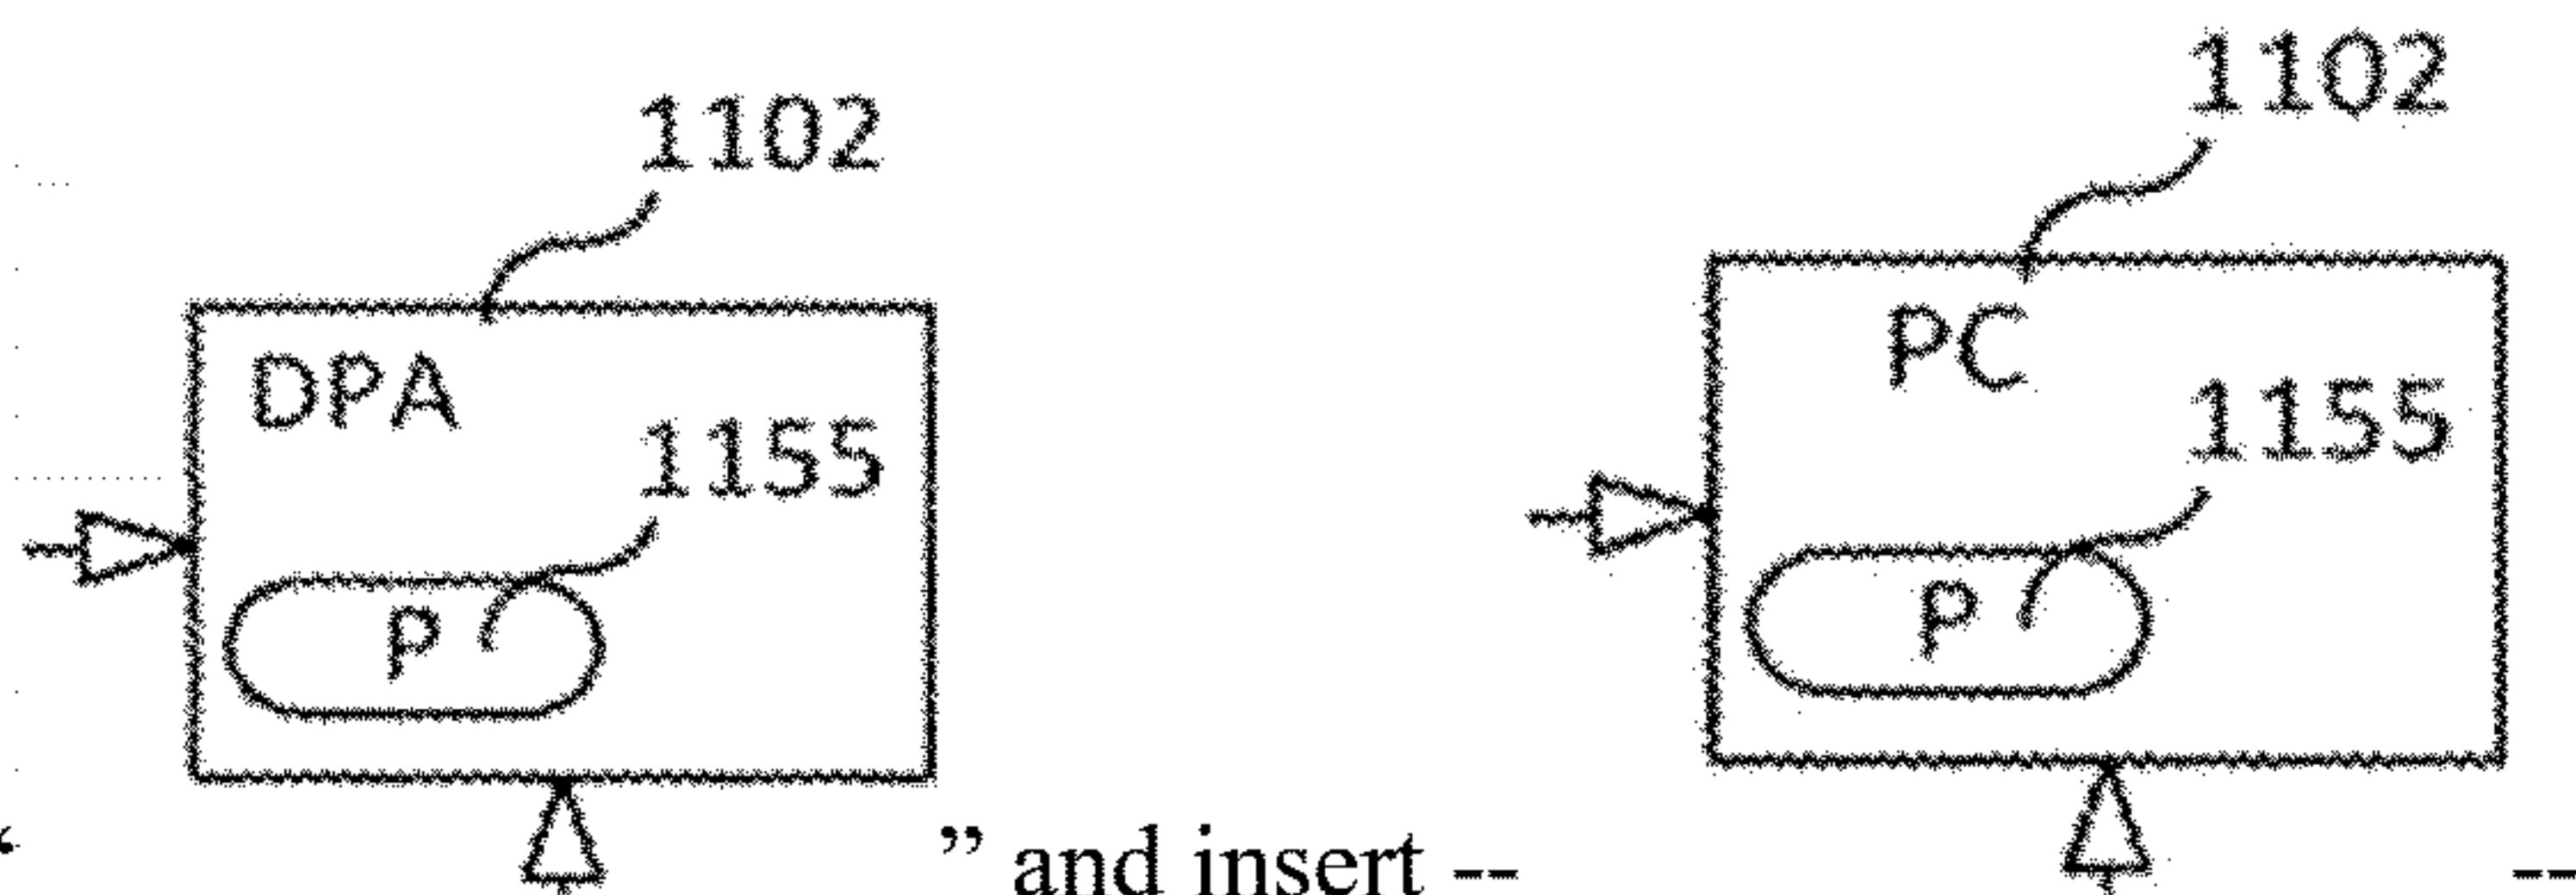 1102
DPA
1155
P
1102
PC
1155
P
“ ” and insert -- --